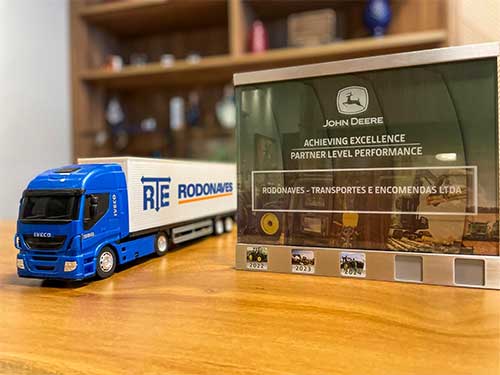 JOHN DEERE
ACHIEVING EXCELLENCE
PARTNER LEVEL PERFORMANCE
RODONAVES - TRANSPORTES E ENCOMENDAS LTDA
2022 2023 2024
RTE RODONAVES
IVECO
IVECO